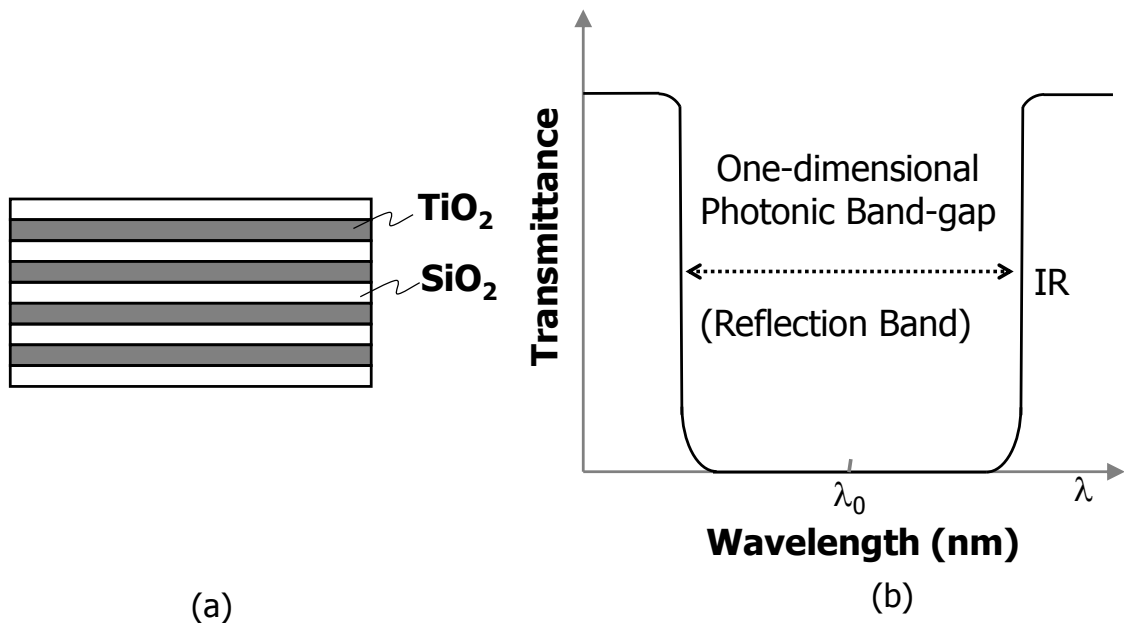 TiO₂
SiO₂
(a)
Transmittance
One-dimensional
Photonic Band-gap
(Reflection Band)
IR
λ₀
λ
Wavelength (nm)
(b)